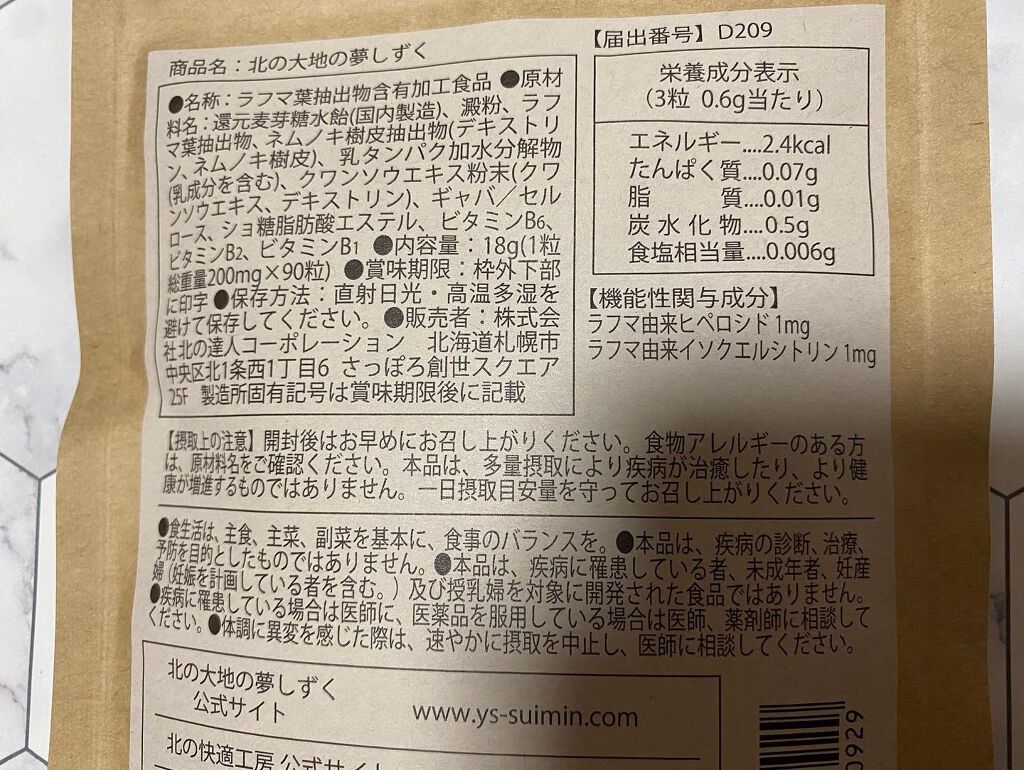 商品名：北の大地の夢しずく
●名称：ラフマ葉抽出物含有加工食品 ●原材
料名：還元麦芽糖水飴(国内製造)、澱粉、ラフ
マ葉抽出物、ネムノキ樹皮抽出物(デキストリ
ン、ネムノキ樹皮)、乳タンパク加水分解物
(乳成分を含む)、クワンソウエキス粉末(クワ
ンソウエキス、デキストリン)、ギャバ／セル
ロース、ショ糖脂肪酸エステル、ビタミンB6、
ビタミンB2、ビタミンB1 ●内容量：18g(1粒
総重量200mg×90粒) ●賞味期限：枠外下部
に印字 ●保存方法：直射日光・高温多湿を
避けて保存してください。●販売者：株式会
社北の達人コーポレーション 北海道札幌市
中央区北1条西1丁目6 さっぽろ創世スクエア
25F 製造所固有記号は賞味期限後に記載
【届出番号】D209
栄養成分表示
(3粒 0.6g当たり)
エネルギー....2.4kcal
たんぱく質....0.07g
脂 質....0.01g
炭水化物....0.5g
食塩相当量....0.006g
【機能性関与成分】
ラフマ由来ヒペロシド1mg
ラフマ由来イソクエルシトリン1mg
【摂取上の注意】開封後はお早めにお召し上がりください。食物アレルギーのある方
は、原材料名をご確認ください。本品は、多量摂取により疾病が治癒したり、より健
康が増進するものではありません。一日摂取目安量を守ってお召し上がりください。
●食生活は、主食、主菜、副菜を基本に、食事のバランスを。●本品は、疾病の診断、治療、
予防を目的としたものではありません。●本品は、疾病に罹患している者、未成年者、妊産
婦（妊娠を計画している者を含む。）及び授乳婦を対象に開発された食品ではありません。
●疾病に罹患している場合は医師に、医薬品を服用している場合は医師、薬剤師に相談して
ください。●体調に異変を感じた際は、速やかに摂取を中止し、医師に相談してください。
北の大地の夢しずく
公式サイト
www.ys-suimin.com
北の快適工房 公式サイト
0929